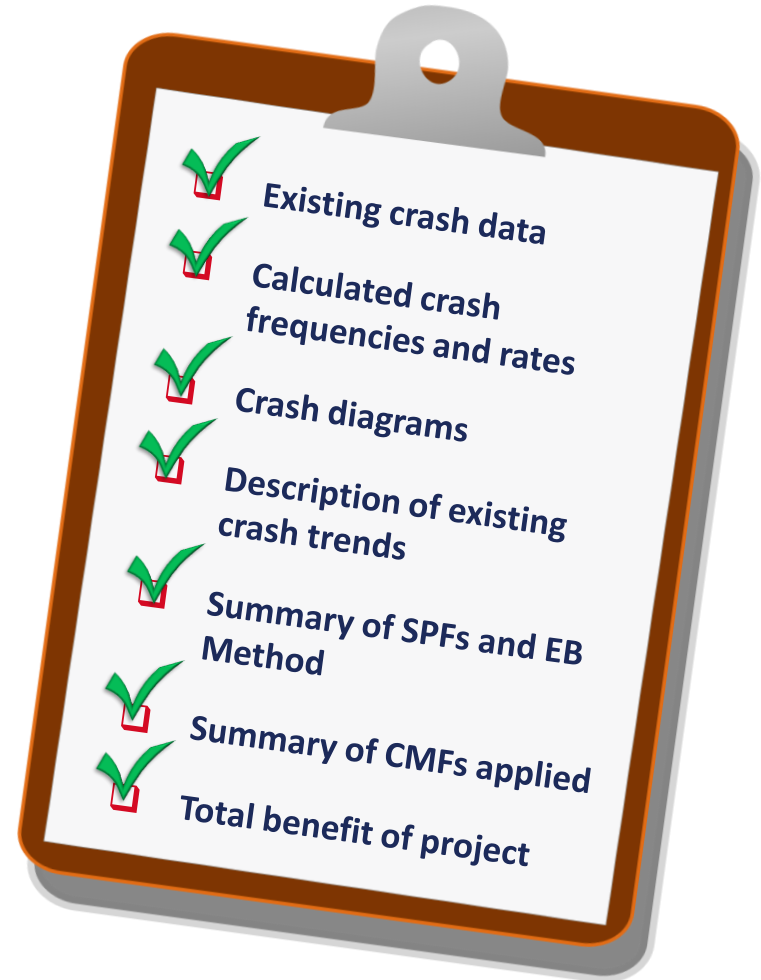 Existing crash data
Calculated crash
frequencies and rates
Crash diagrams
Description of existing
crash trends
Summary of SPFs and EB
Method
Summary of CMFs applied
Total benefit of project